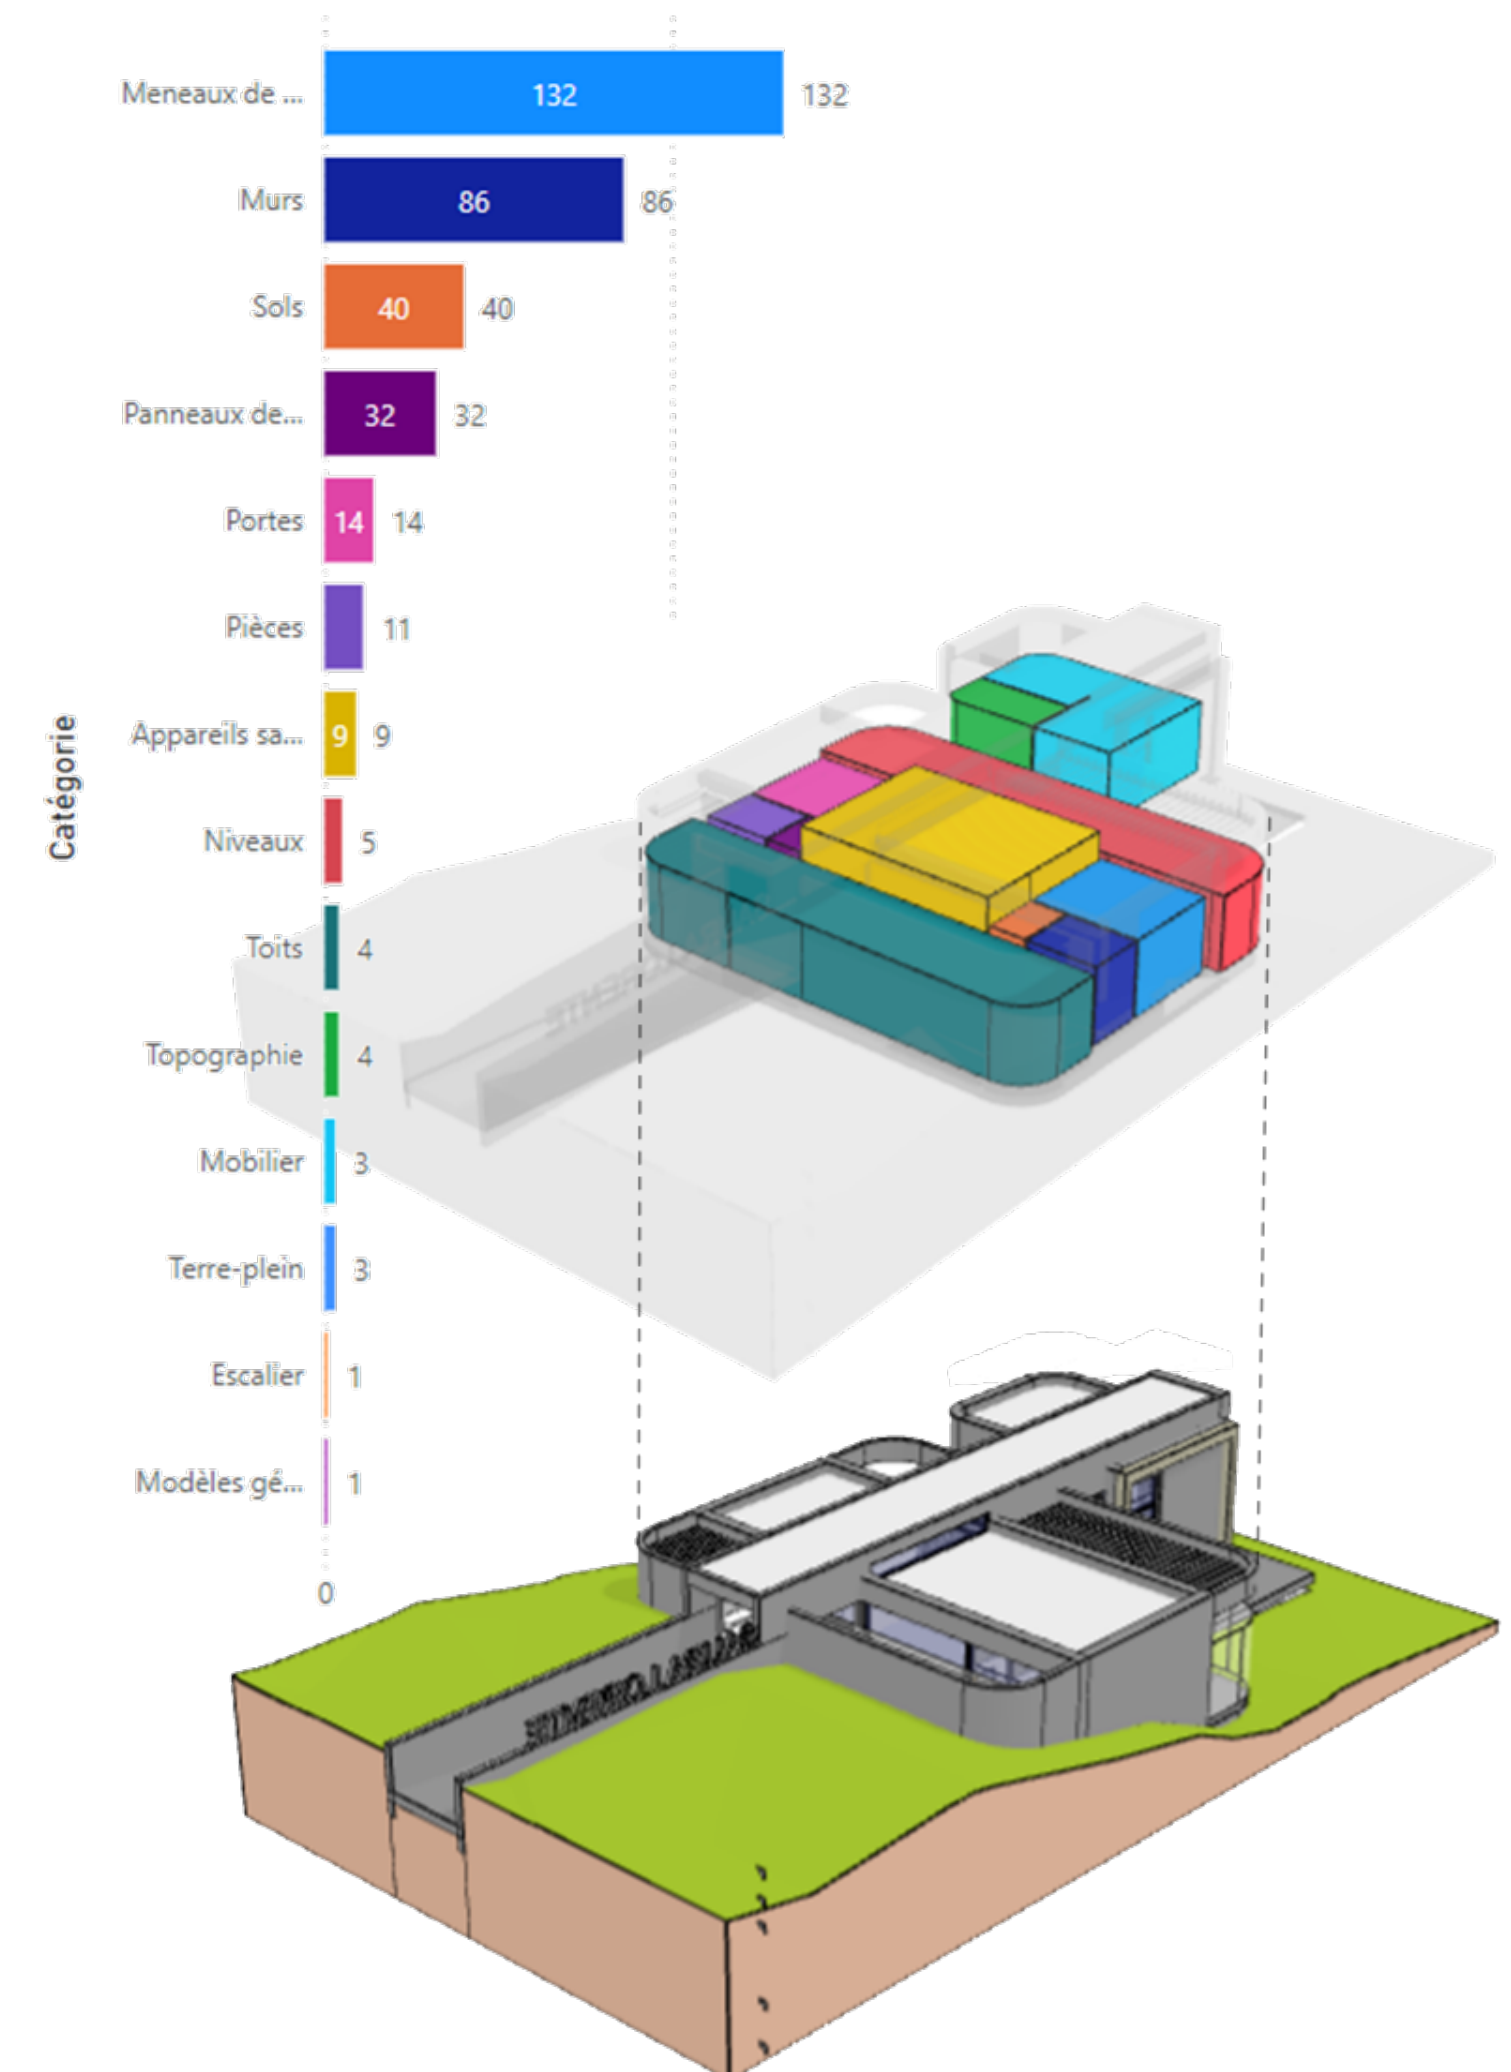 Catégorie
Meneaux de ... 132 132
Murs 86 86
Sols 40 40
Panneaux de... 32 32
Portes 14 14
Pièces 11
Appareils sa... 9 9
Niveaux 5
Toits 4
Topographie 4
Mobilier 3
Terre-plein 3
Escalier 1
Modèles gé... 1
0